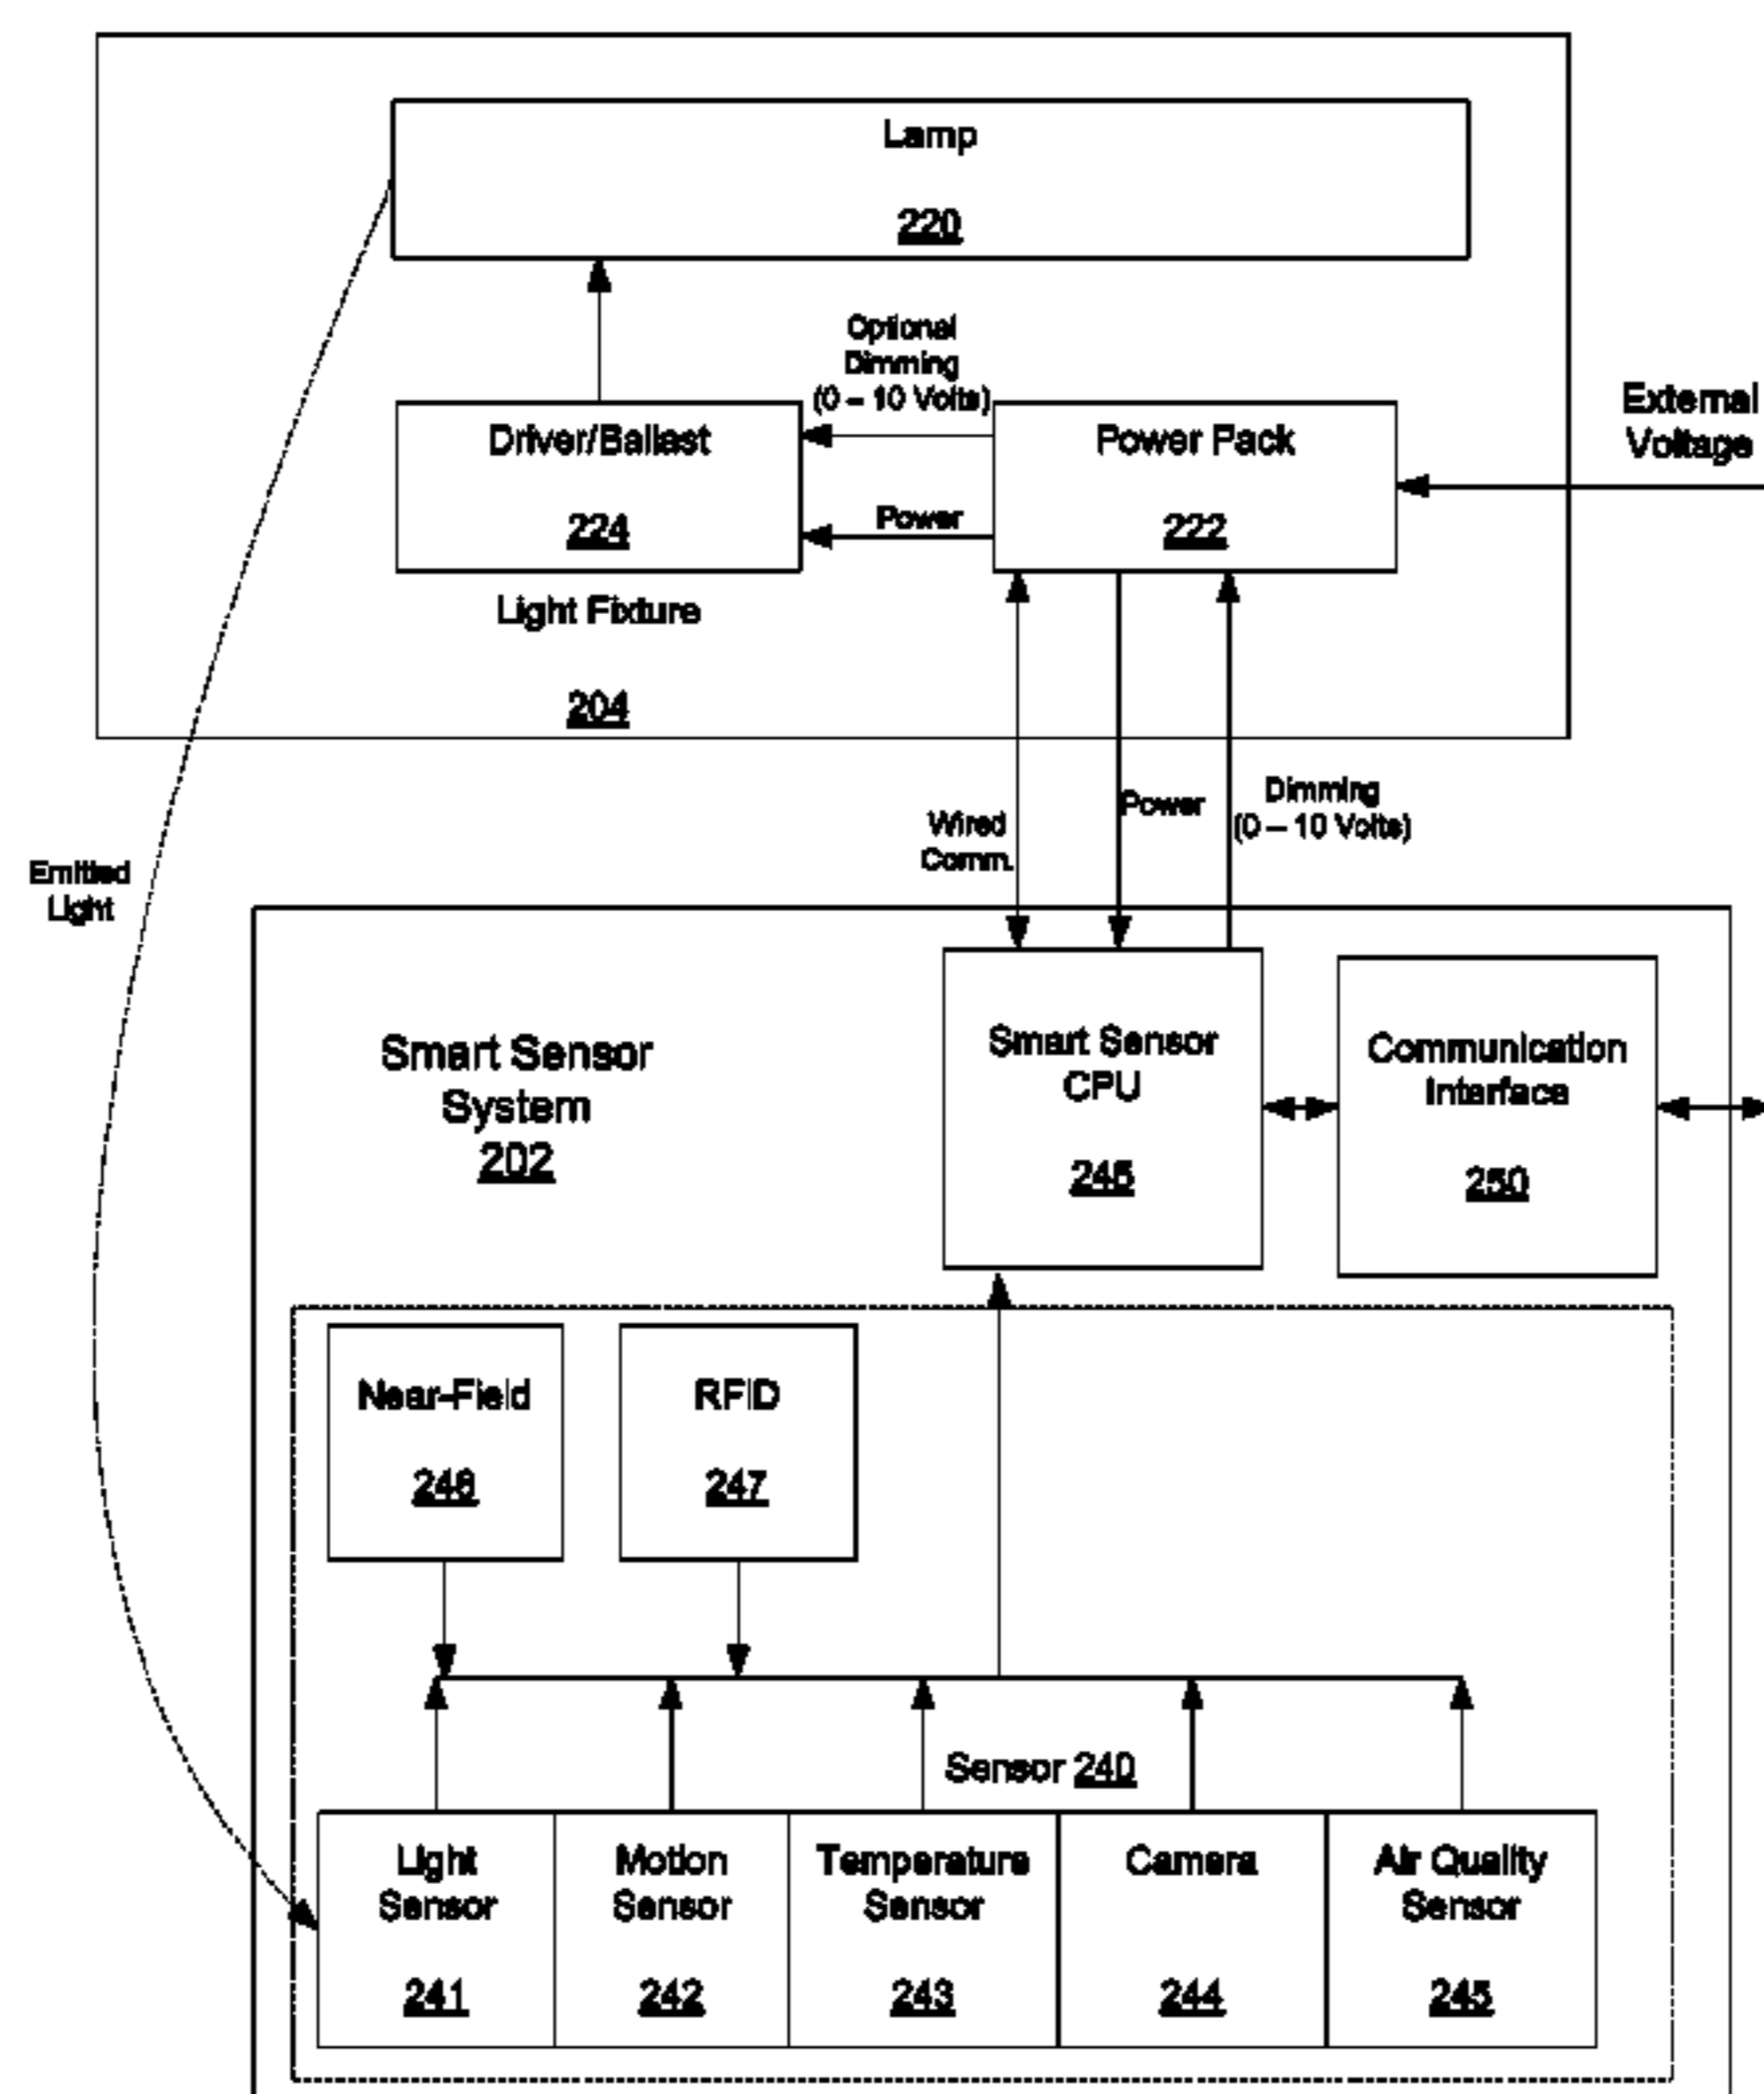 Lamp
220
Optional
Dimming
(0 – 10 Volts)
External
Voltage
Driver/Ballast
224
Power
Power Pack
222
Light Fixture
204
Wired
Comm.
Power
Dimming
(0 – 10 Volts)
Emitted
Light
Smart Sensor
System
202
Smart Sensor
CPU
245
Communication
Interface
250
Near-Field
246
RFID
247
Sensor 240
Light
Sensor
241
Motion
Sensor
242
Temperature
Sensor
243
Camera
244
Air Quality
Sensor
245